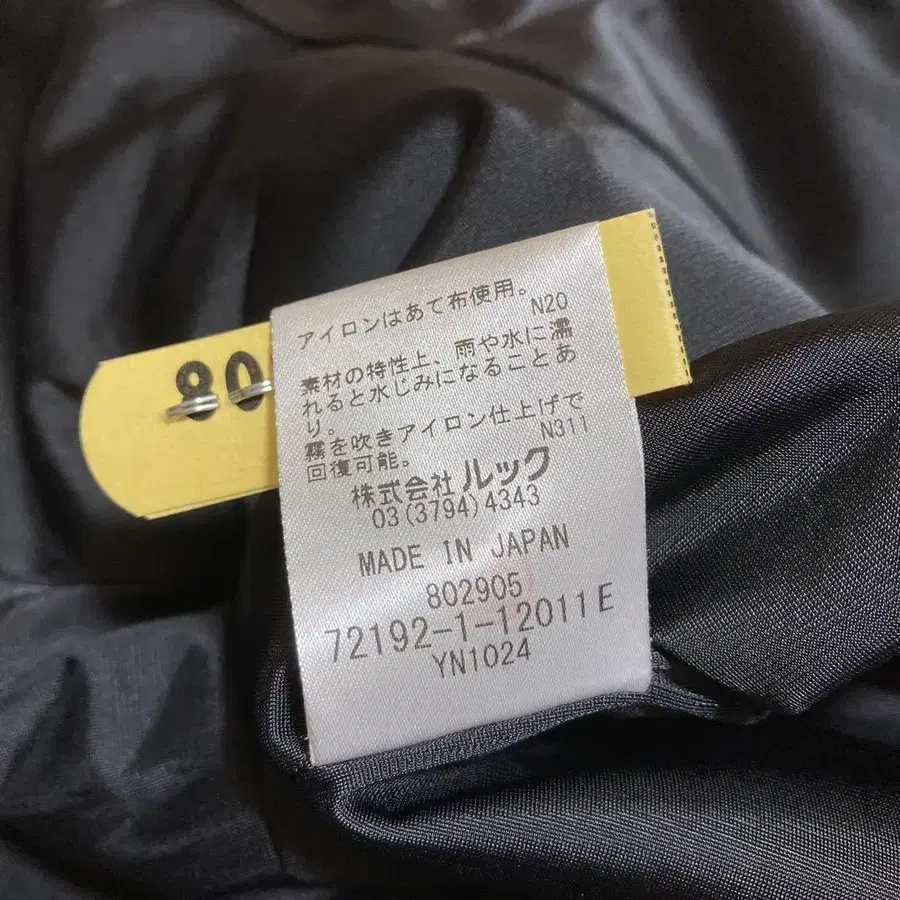 80
アイロンはあて布使用。
N20
素材の特性上、雨や水に濡
れると水じみになることあ
り。
霧を吹きアイロン仕上げで
回復可能。
N311
株式会社 ルック
03(3794)4343
MADE IN JAPAN
802905
72192-1-12011E
YN1024